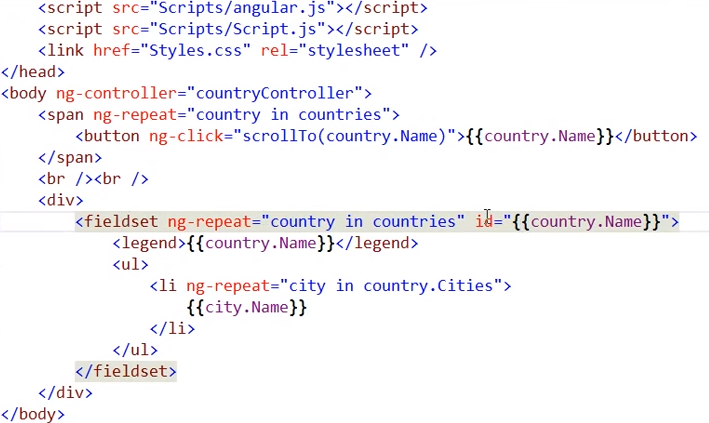 <script src="Scripts/angular.js"></script>
<script src="Scripts/Script.js"></script>
<link href="Styles.css" rel="stylesheet" />
</head>
<body ng-controller="countryController">
<span ng-repeat="country in countries">
<button ng-click="scrollTo(country.Name)">{{country.Name}}</button>
</span>
<br /><br />
<div>
<fieldset ng-repeat="country in countries" id="{{country.Name}}">
<legend>{{country.Name}}</legend>
<ul>
<li ng-repeat="city in country.Cities">
{{city.Name}}
</li>
</ul>
</fieldset>
</div>
</body>